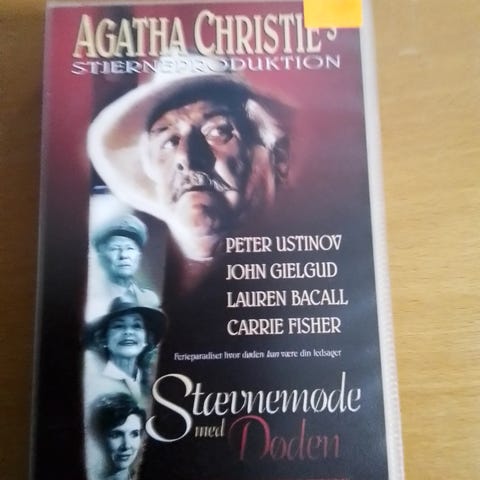 AGATHA CHRISTIE'S
STJERNEPRODUKTION
PETER USTINOV
JOHN GIELGUD
LAUREN BACALL
CARRIE FISHER
Ferieparadiset hvor døden kan være din ledsager
Stævnemøde
med Døden